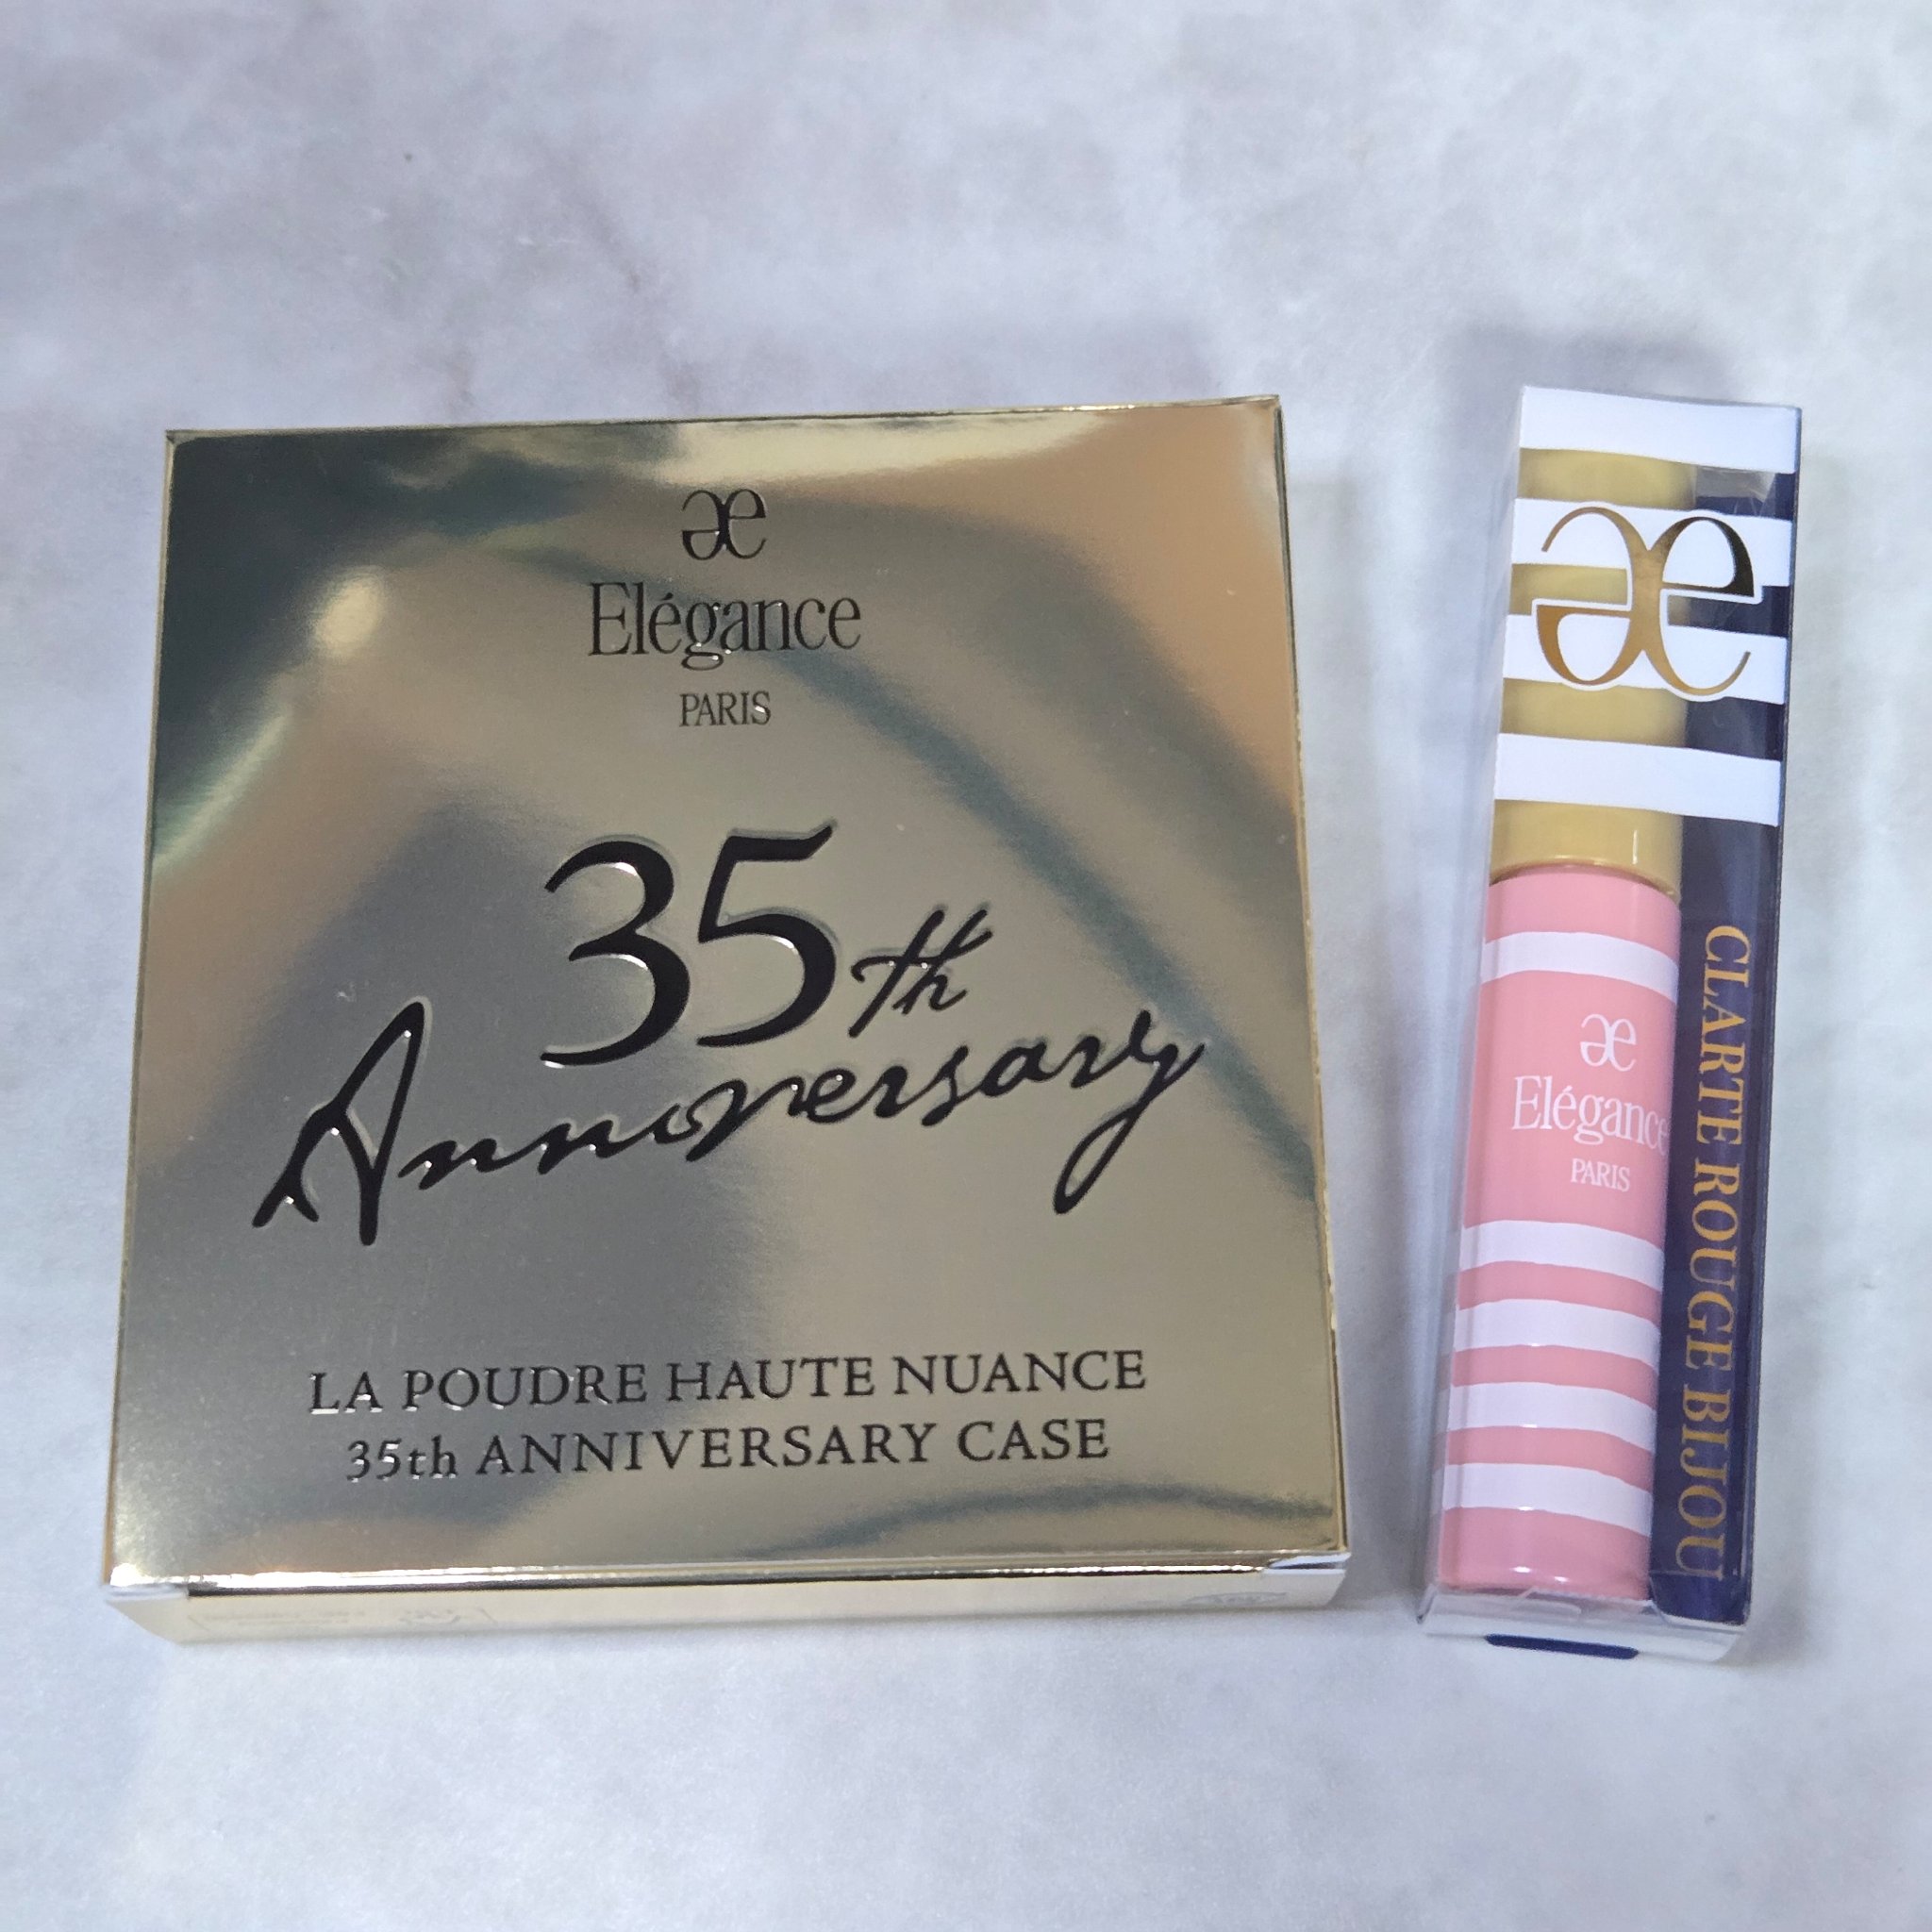 æ
Elégance
PARIS
35th
Anniversary
LA POUDRE HAUTE NUANCE
35th ANNIVERSARY CASE
æ
æ
Elégance
PARIS
CLARTE ROUGE BIJOU